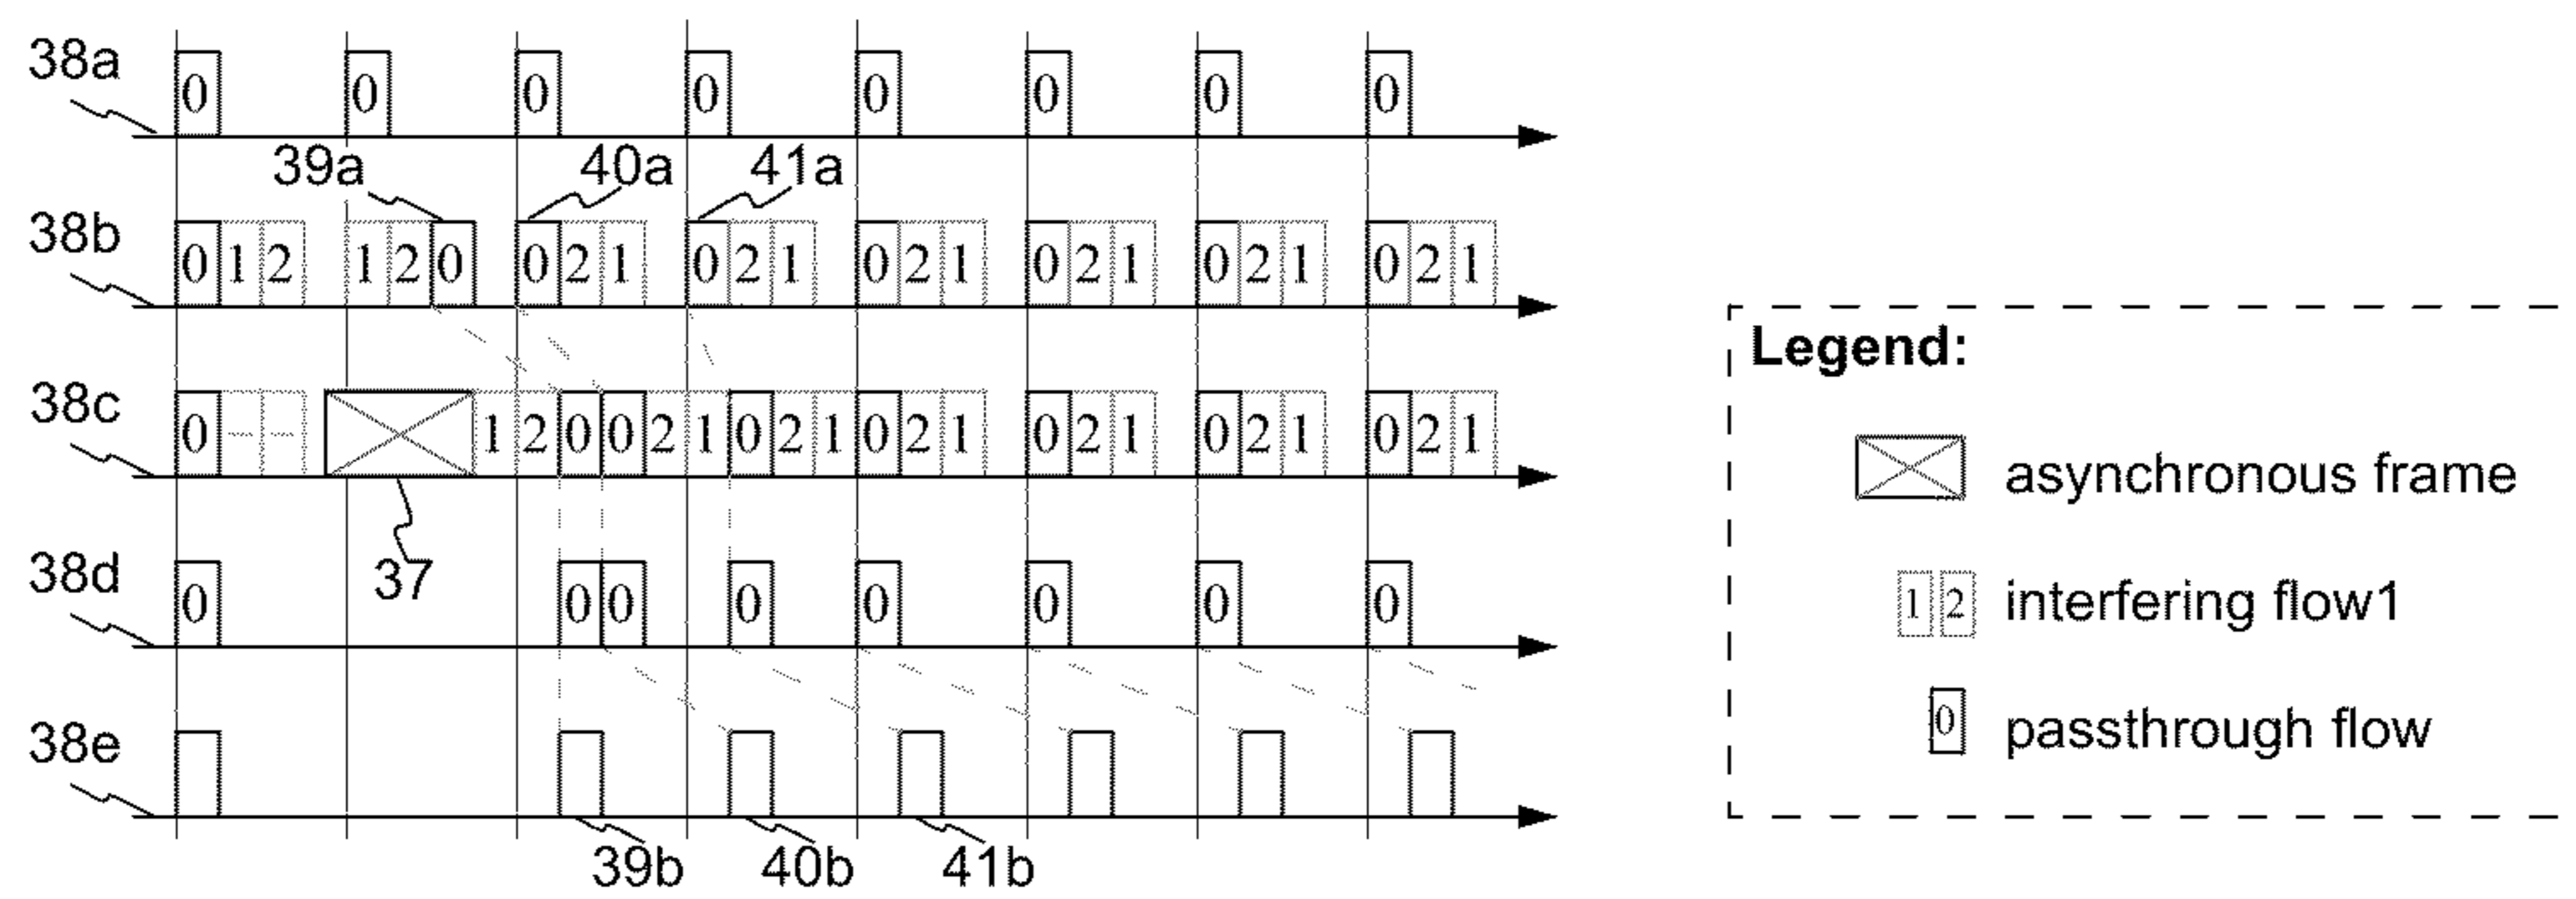 38a 0 0 0 0 0 0 0 0
39a 40a 41a
38b 0 1 2 1 2 0 0 2 1 0 2 1 0 2 1 0 2 1 0 2 1 0 2 1
Legend:
38c 0 1 2 0 0 2 1 0 2 1 0 2 1 0 2 1 0 2 1 0 2 1
asynchronous frame
37
38d 0 0 0 0 0 0 0 0
1 2 interfering flow1
0 passthrough flow
38e
39b 40b 41b